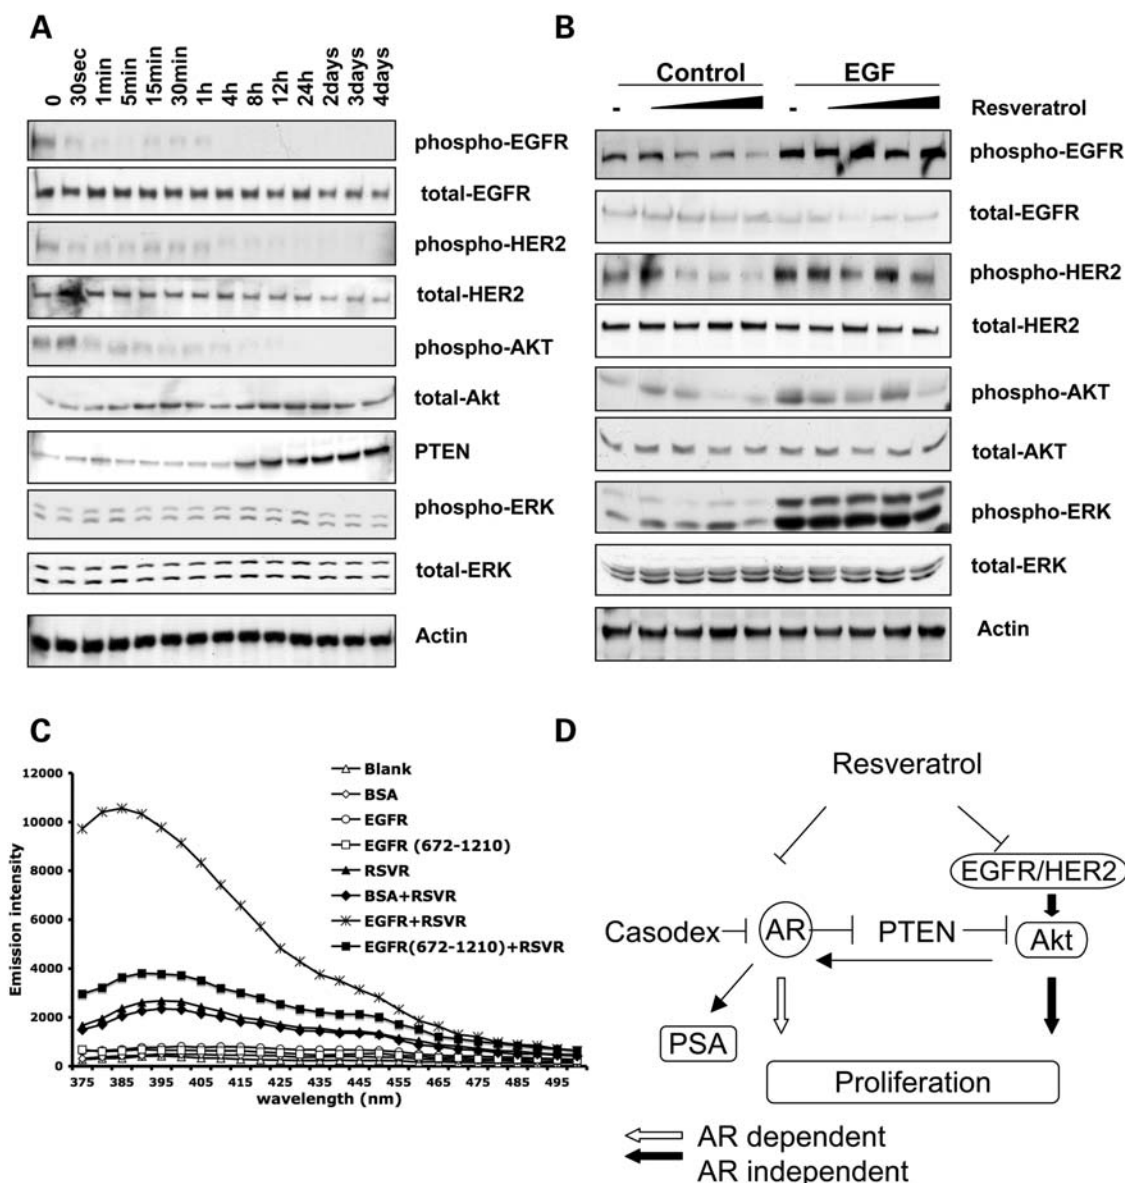 A
0
30sec
1min
5min
15min
30min
1h
4h
8h
12h
24h
2days
3days
4days
phospho-EGFR
total-EGFR
phospho-HER2
total-HER2
phospho-AKT
total-Akt
PTEN
phospho-ERK
total-ERK
Actin
B
Control EGF
- - Resveratrol
phospho-EGFR
total-EGFR
phospho-HER2
total-HER2
phospho-AKT
total-AKT
phospho-ERK
total-ERK
Actin
C
Emission intensity
12000
10000
8000
6000
4000
2000
0
375 385 395 405 415 425 435 445 455 465 475 485 495
wavelength (nm)
Blank
BSA
EGFR
EGFR (672-1210)
RSVR
BSA+RSVR
EGFR+RSVR
EGFR(672-1210)+RSVR
D
Resveratrol
EGFR/HER2
Casodex AR PTEN Akt
PSA
Proliferation
AR dependent
AR independent